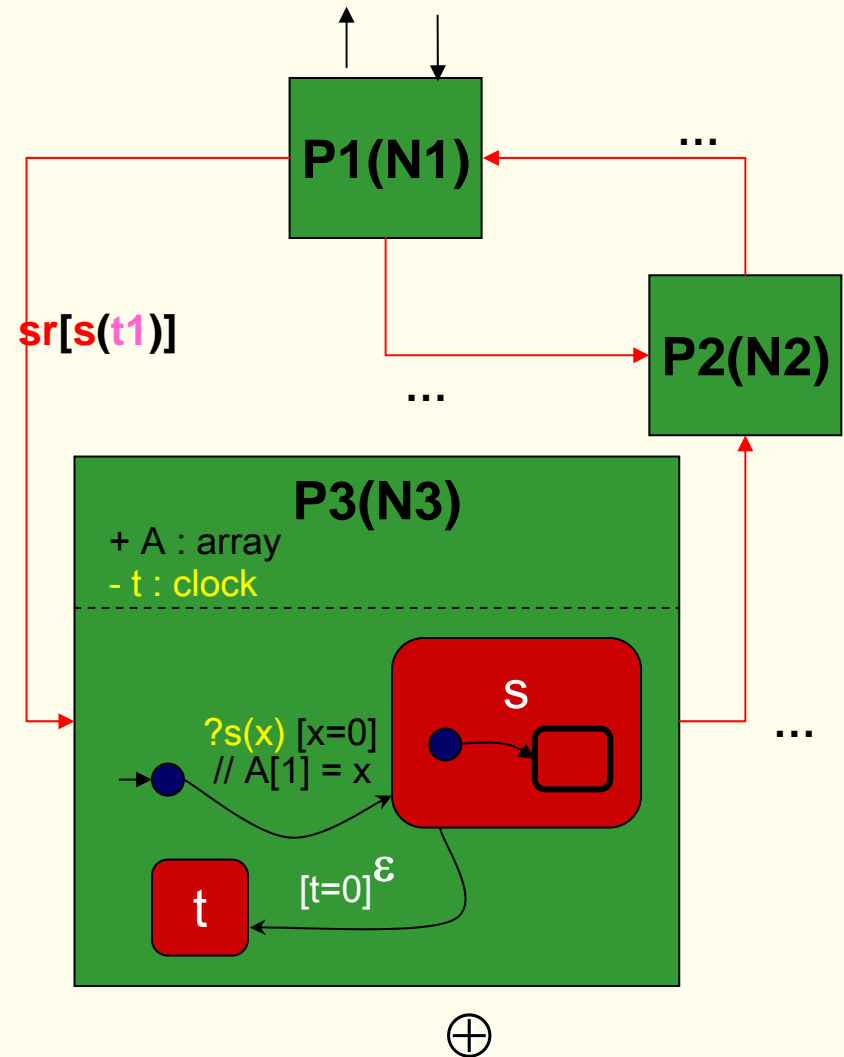 P1(N1)
...
sr[s(t1)]
P2(N2)
...
P3(N3)
+ A : array
- t : clock
s
?s(x) [x=0]
// A[1] = x
...
[t=0] ε
t
⊕